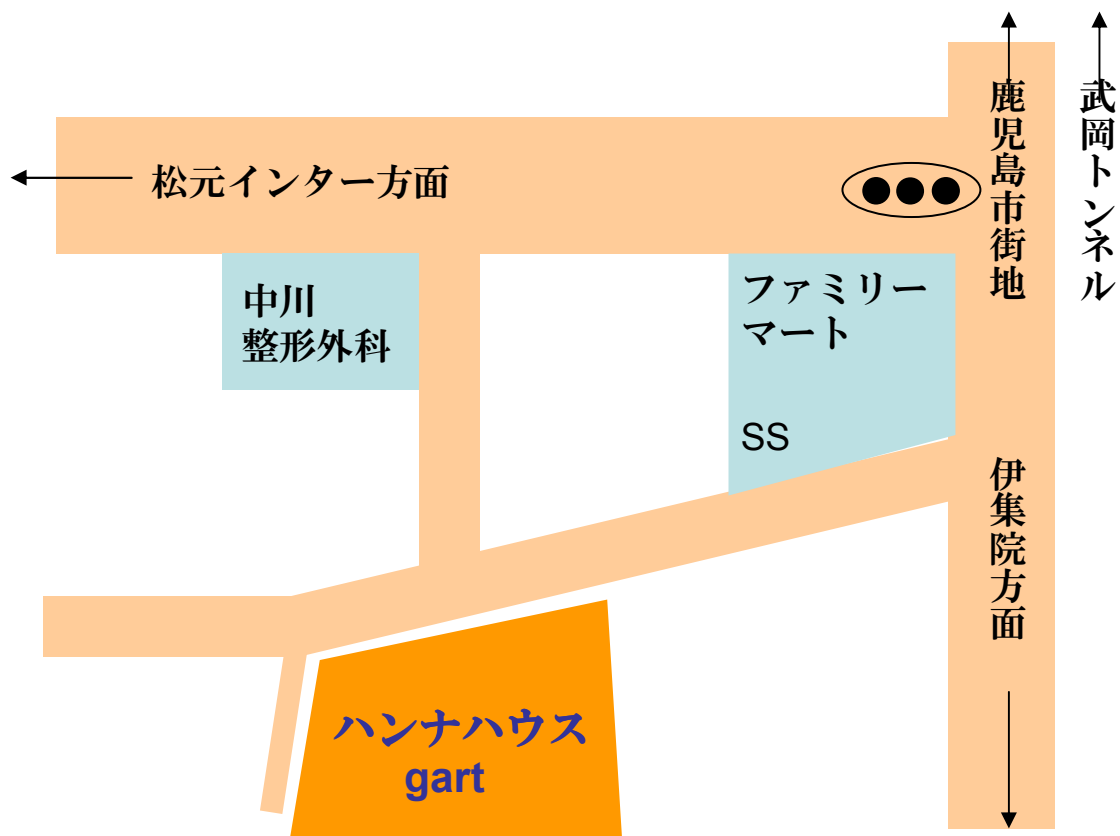 武岡トンネル
鹿児島市街地
松元インター方面
中川
整形外科
ファミリー
マート
SS
伊集院方面
ハンナハウス
gart